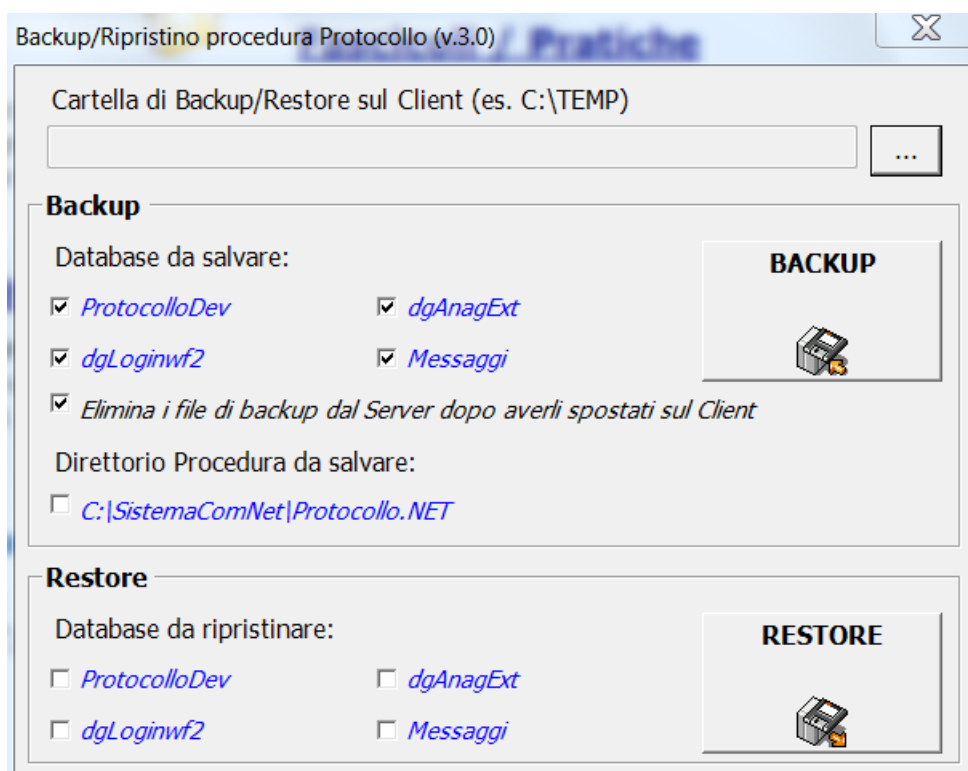 Fascicoli / Pratiche
Backup/Ripristino procedura Protocollo (v.3.0)
Cartella di Backup/Restore sul Client (es. C:\TEMP)
...
Backup
Database da salvare:
BACKUP
ProtocolloDev dgAnagExt
dgLoginwf2 Messaggi
Elimina i file di backup dal Server dopo averli spostati sul Client
Direttorio Procedura da salvare:
C:\SistemaComNet\Protocollo.NET
Restore
Database da ripristinare:
RESTORE
ProtocolloDev dgAnagExt
dgLoginwf2 Messaggi